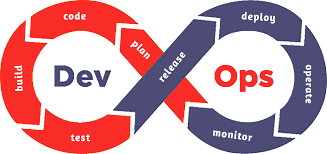 code
build
plan
Dev
test
release
deploy
operate
Ops
monitor